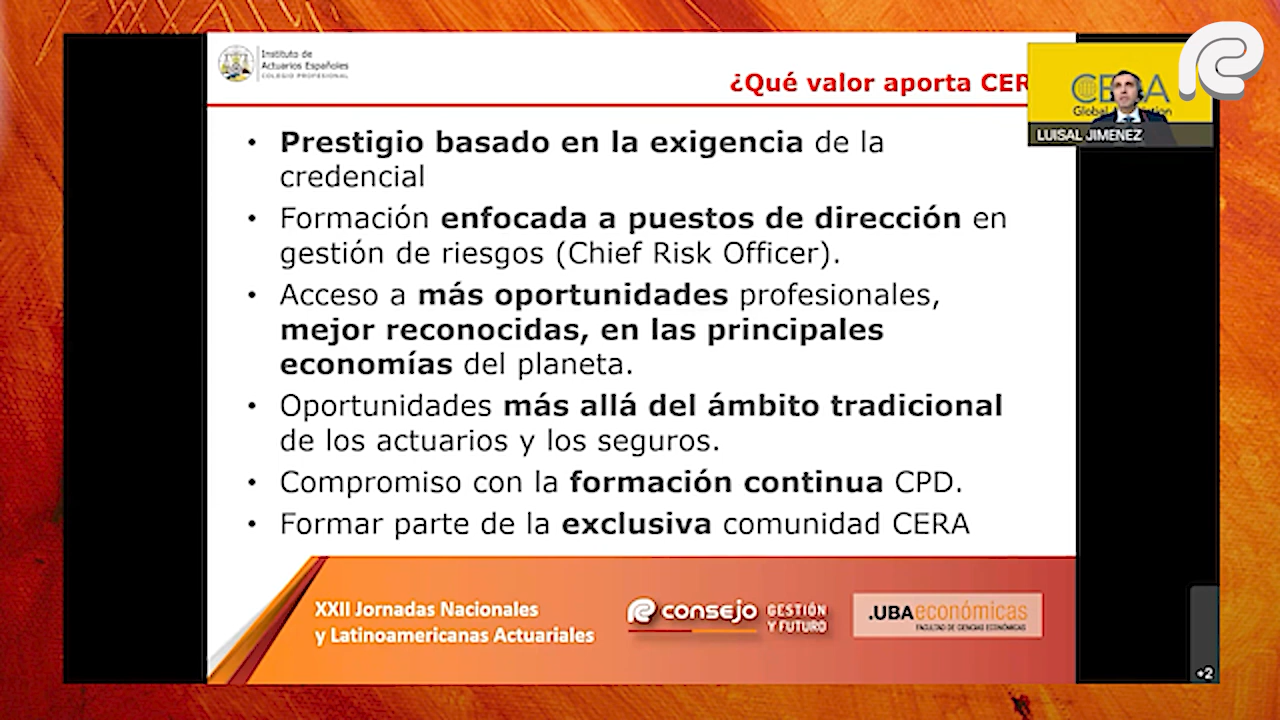 Instituto de
Actuarios Españoles
COLEGIO PROFESIONAL
¿Qué valor aporta CER
LUISAL JIMENEZ
• Prestigio basado en la exigencia de la
credencial
• Formación enfocada a puestos de dirección en
gestión de riesgos (Chief Risk Officer).
• Acceso a más oportunidades profesionales,
mejor reconocidas, en las principales
economías del planeta.
• Oportunidades más allá del ámbito tradicional
de los actuarios y los seguros.
• Compromiso con la formación continua CPD.
• Formar parte de la exclusiva comunidad CERA
XXII Jornadas Nacionales
y Latinoamericanas Actuariales
consejo
GESTIÓN
Y FUTURO
.UBAeconómicas
FACULTAD DE CIENCIAS ECONÓMICAS
+2